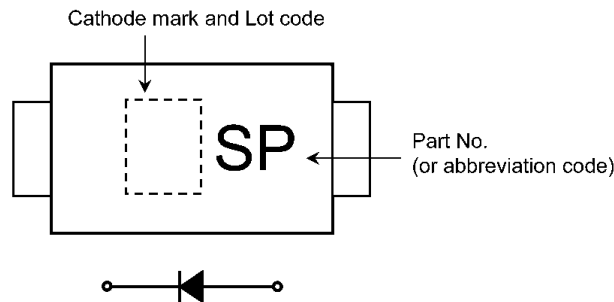 Cathode mark and Lot code
SP
Part No.
(or abbreviation code)